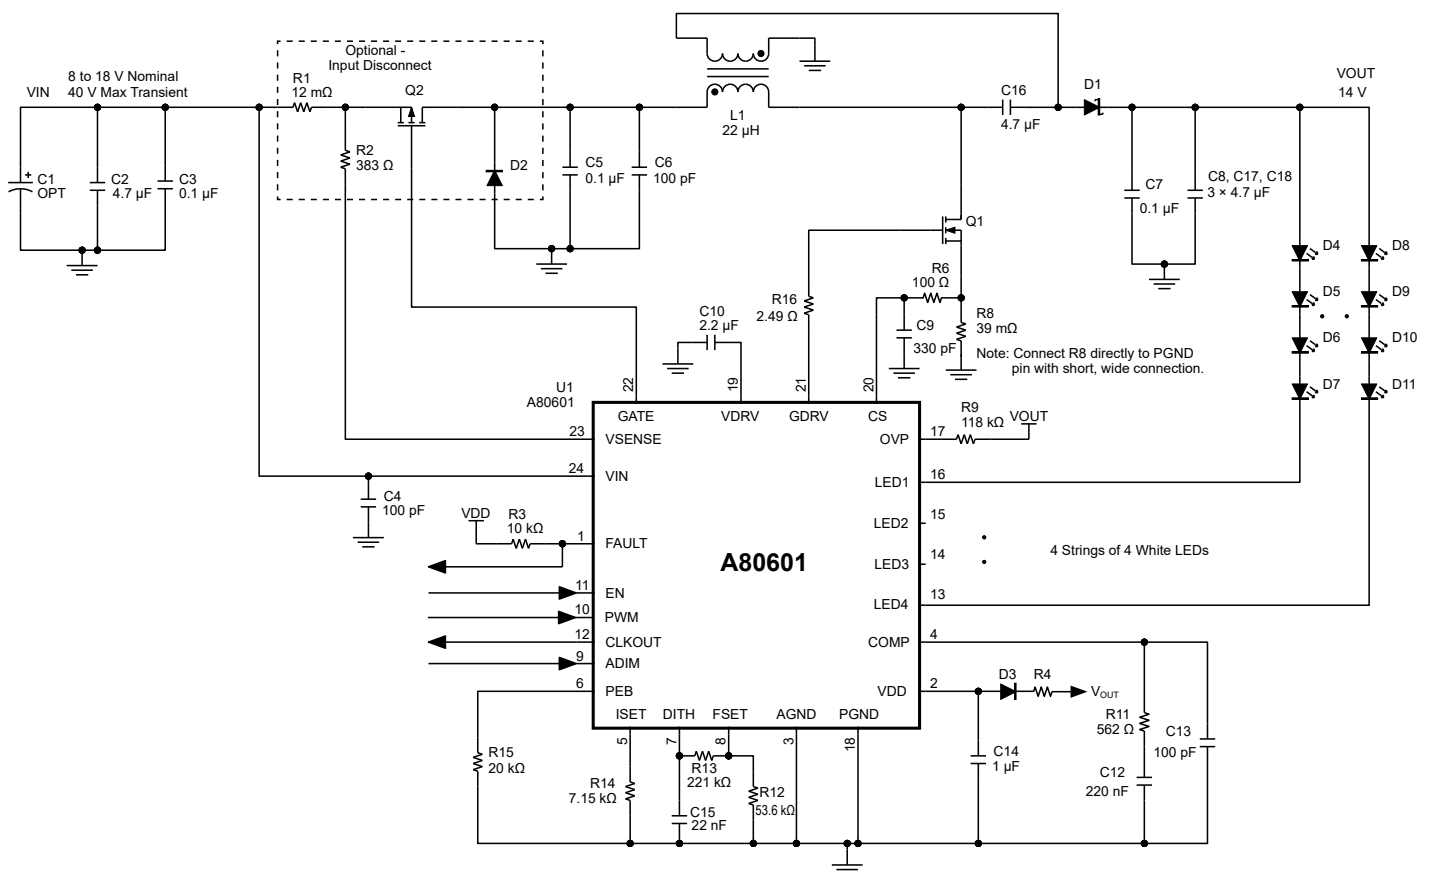 Optional -
Input Disconnect
8 to 18 V Nominal
VIN
40 V Max Transient
R1
12 mΩ
Q2
R2
383 Ω
D2
C1
OPT
+
C2
4.7 µF
C3
0.1 µF
C5
0.1 µF
C6
100 pF
L1
22 µH
C16
4.7 µF
D1
VOUT
14 V
C7
0.1 µF
C8, C17, C18
3 × 4.7 µF
Q1
R6
100 Ω
R16
2.49 Ω
C10
2.2 µF
C9
330 pF
R8
39 mΩ
Note: Connect R8 directly to PGND
pin with short, wide connection.
D4
D8
D5
D9
D6
D10
D7
D11
U1
A80601
22
19
21
20
GATE
VDRV
GDRV
CS
23
VSENSE
24
VIN
C4
100 pF
VDD
R3
10 kΩ
1
FAULT
11
EN
10
PWM
12
CLKOUT
9
ADIM
6
PEB
A80601
OVP
17
R9
118 kΩ
VOUT
LED1
16
LED2
15
LED3
14
4 Strings of 4 White LEDs
LED4
13
COMP
4
VDD
2
D3
R4
VOUT
ISET
DITH
FSET
AGND
PGND
5
7
8
3
18
R15
20 kΩ
R14
7.15 kΩ
R13
221 kΩ
R12
53.6 kΩ
C15
22 nF
C14
1 µF
R11
562 Ω
C12
220 nF
C13
100 pF